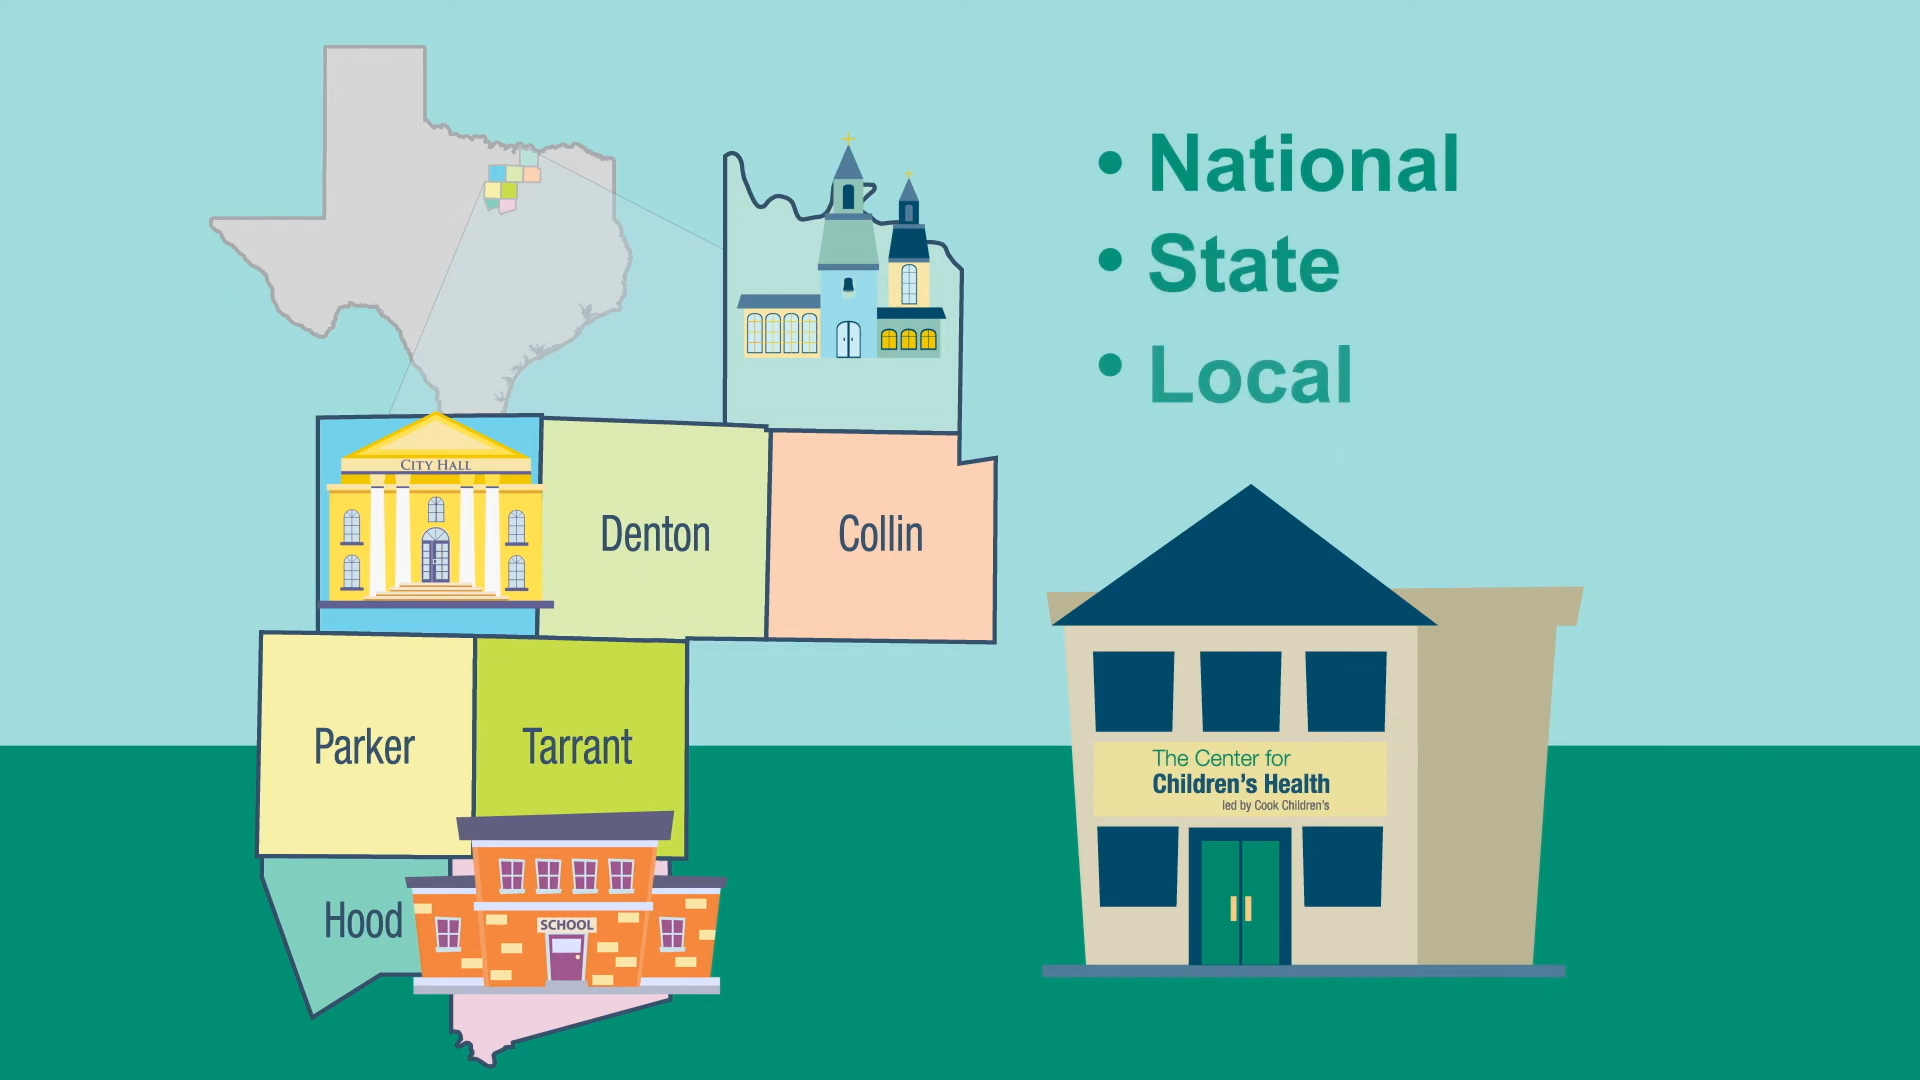 • National
• State
• Local
CITY HALL
Denton
Collin
Parker
Tarrant
Hood
SCHOOL
The Center for
Children's Health
led by Cook Children's